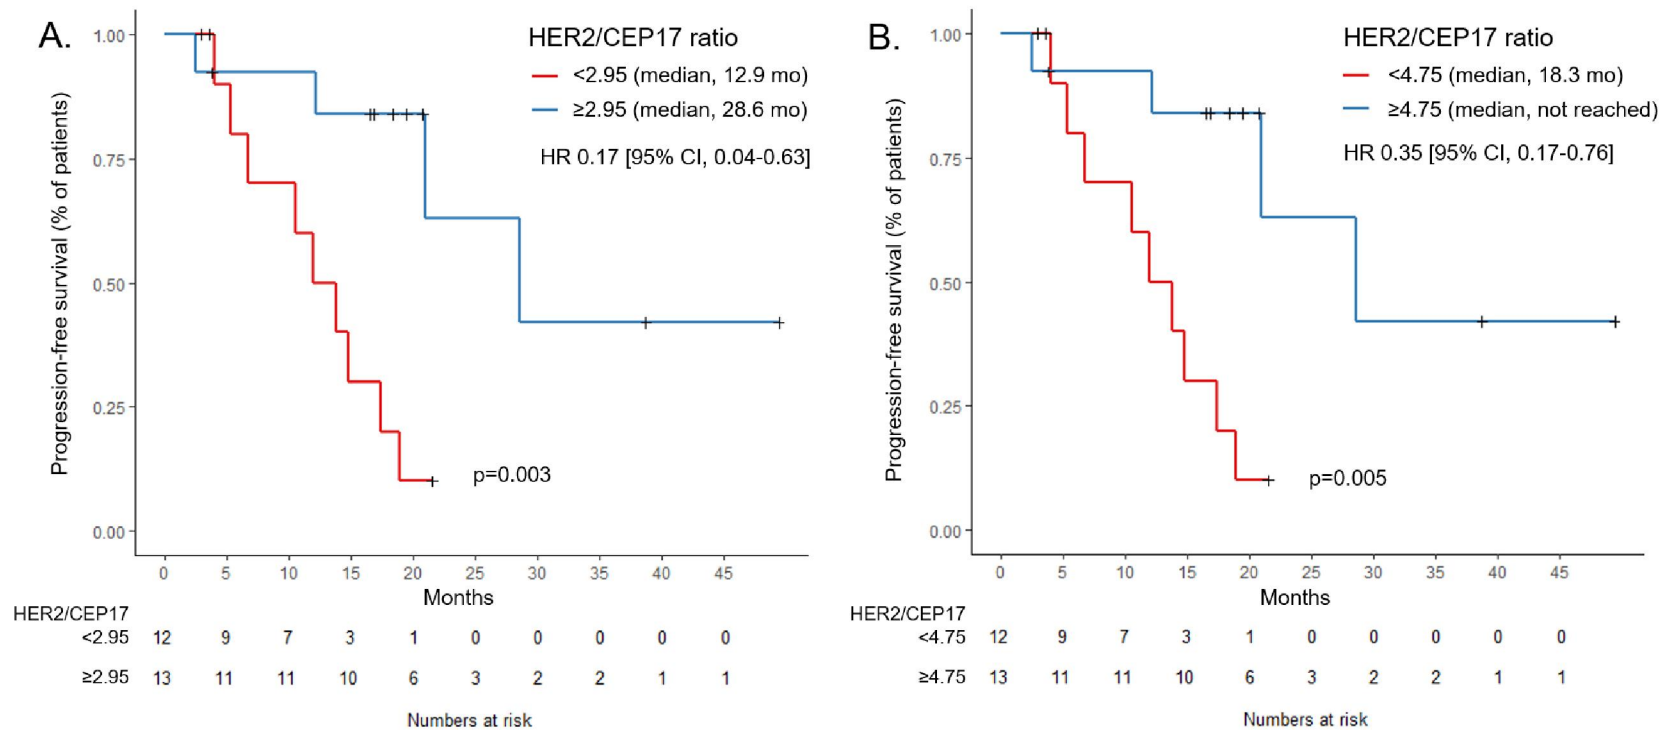 A.
HER2/CEP17 ratio
<2.95 (median, 12.9 mo)
≥2.95 (median, 28.6 mo)
HR 0.17 [95% CI, 0.04-0.63]
Progression-free survival (% of patients)
1.00
0.75
0.50
0.25
0.00
p=0.003
0 5 10 15 20 25 30 35 40 45
Months
HER2/CEP17
<2.95 12 9 7 3 1 0 0 0 0 0
≥2.95 13 11 11 10 6 3 2 2 1 1
Numbers at risk
B.
HER2/CEP17 ratio
<4.75 (median, 18.3 mo)
≥4.75 (median, not reached)
HR 0.35 [95% CI, 0.17-0.76]
Progression-free survival (% of patients)
1.00
0.75
0.50
0.25
0.00
p=0.005
0 5 10 15 20 25 30 35 40 45
Months
HER2/CEP17
<4.75 12 9 7 3 1 0 0 0 0 0
≥4.75 13 11 11 10 6 3 2 2 1 1
Numbers at risk